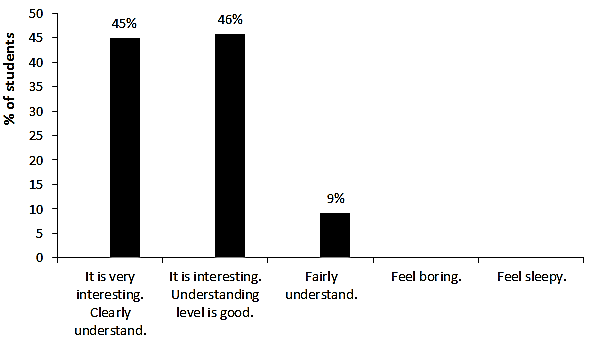 50
45
40
35
30
25
20
15
10
5
0
% of students
45%
46%
9%
It is very
interesting.
Clearly
understand.
It is interesting.
Understanding
level is good.
Fairly
understand.
Feel boring.
Feel sleepy.